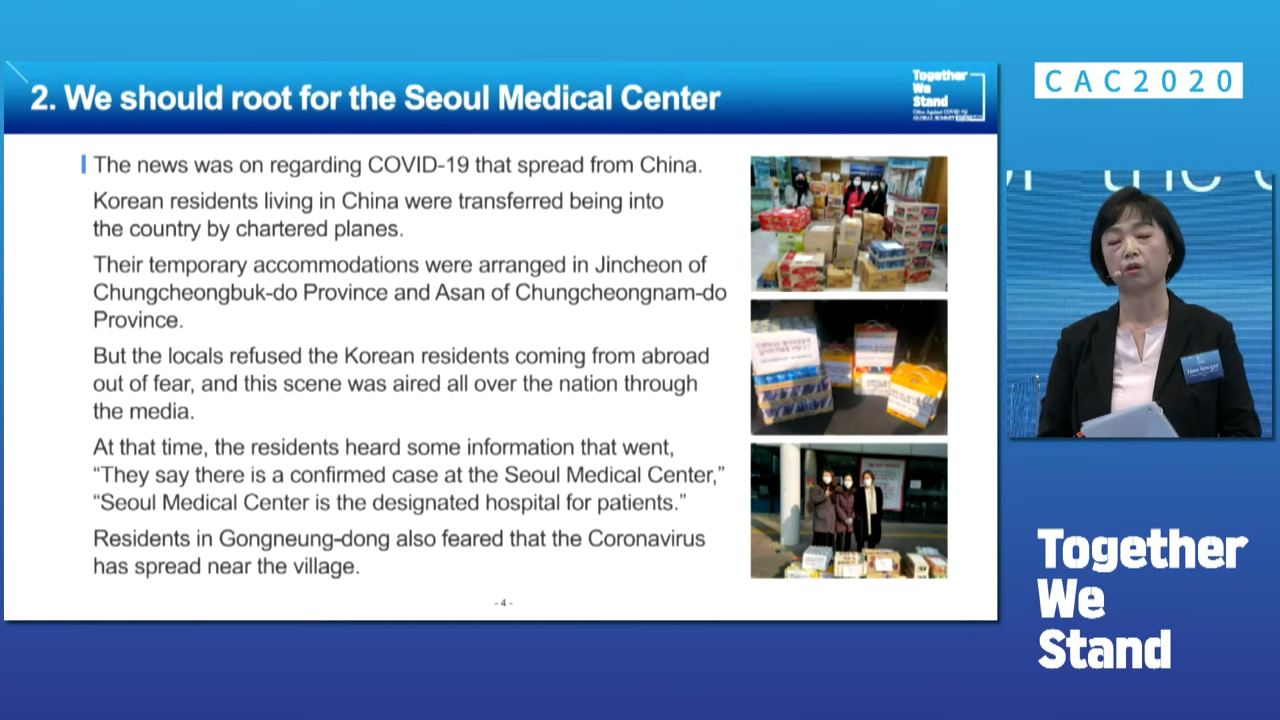 2. We should root for the Seoul Medical Center
Together
We
Stand
The news was on regarding COVID-19 that spread from China.
Korean residents living in China were transferred being into
the country by chartered planes.
Their temporary accommodations were arranged in Jincheon of
Chungcheongbuk-do Province and Asan of Chungcheongnam-do
Province.
But the locals refused the Korean residents coming from abroad
out of fear, and this scene was aired all over the nation through
the media.
At that time, the residents heard some information that went,
“They say there is a confirmed case at the Seoul Medical Center,”
“Seoul Medical Center is the designated hospital for patients.”
Residents in Gongneung-dong also feared that the Coronavirus
has spread near the village.
- 4 -
CAC2020
Together
We
Stand